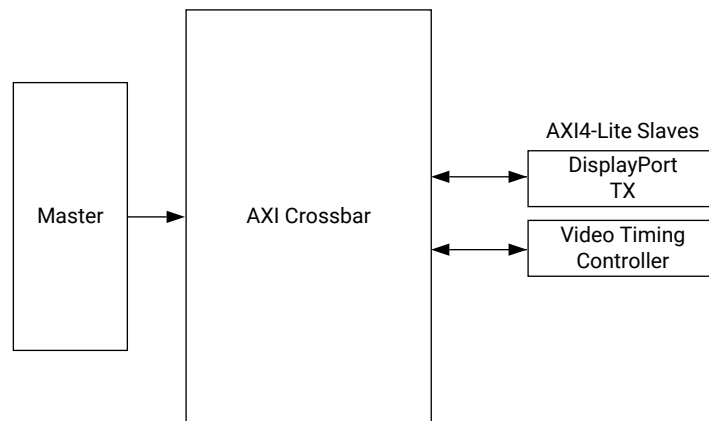 Master
AXI Crossbar
AXI4-Lite Slaves
DisplayPort
TX
Video Timing
Controller